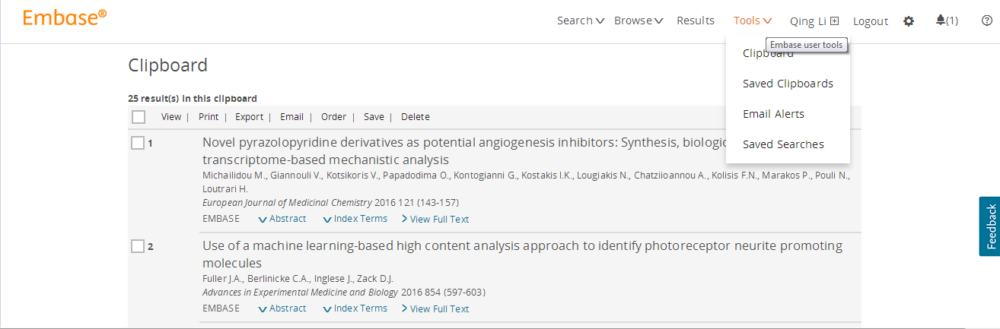 Embase®
Search Browse Results Tools Qing Li Logout (1)
Embase user tools
Clipboard
Saved Clipboards
Email Alerts
Saved Searches
Clipboard
25 result(s) in this clipboard
View | Print | Export | Email | Order | Save | Delete
1 Novel pyrazolopyridine derivatives as potential angiogenesis inhibitors: Synthesis,
transcriptome-based mechanistic analysis
Michailidou M., Giannouli V., Kotsikoris V., Papadodima O., Kontogianni G., Kostakis I.K., Lougiakis N., Chatziioannou A., Kolisis F.N., Marakos P., Pouli N.,
Loutrari H.
European Journal of Medicinal Chemistry 2016 121 (143-157)
EMBASE Abstract Index Terms View Full Text
2 Use of a machine learning-based high content analysis approach to identify photoreceptor neurite promoting
molecules
Fuller J.A., Berlinicke C.A., Inglese J., Zack D.J.
Advances in Experimental Medicine and Biology 2016 854 (597-603)
EMBASE Abstract Index Terms View Full Text
Feedback